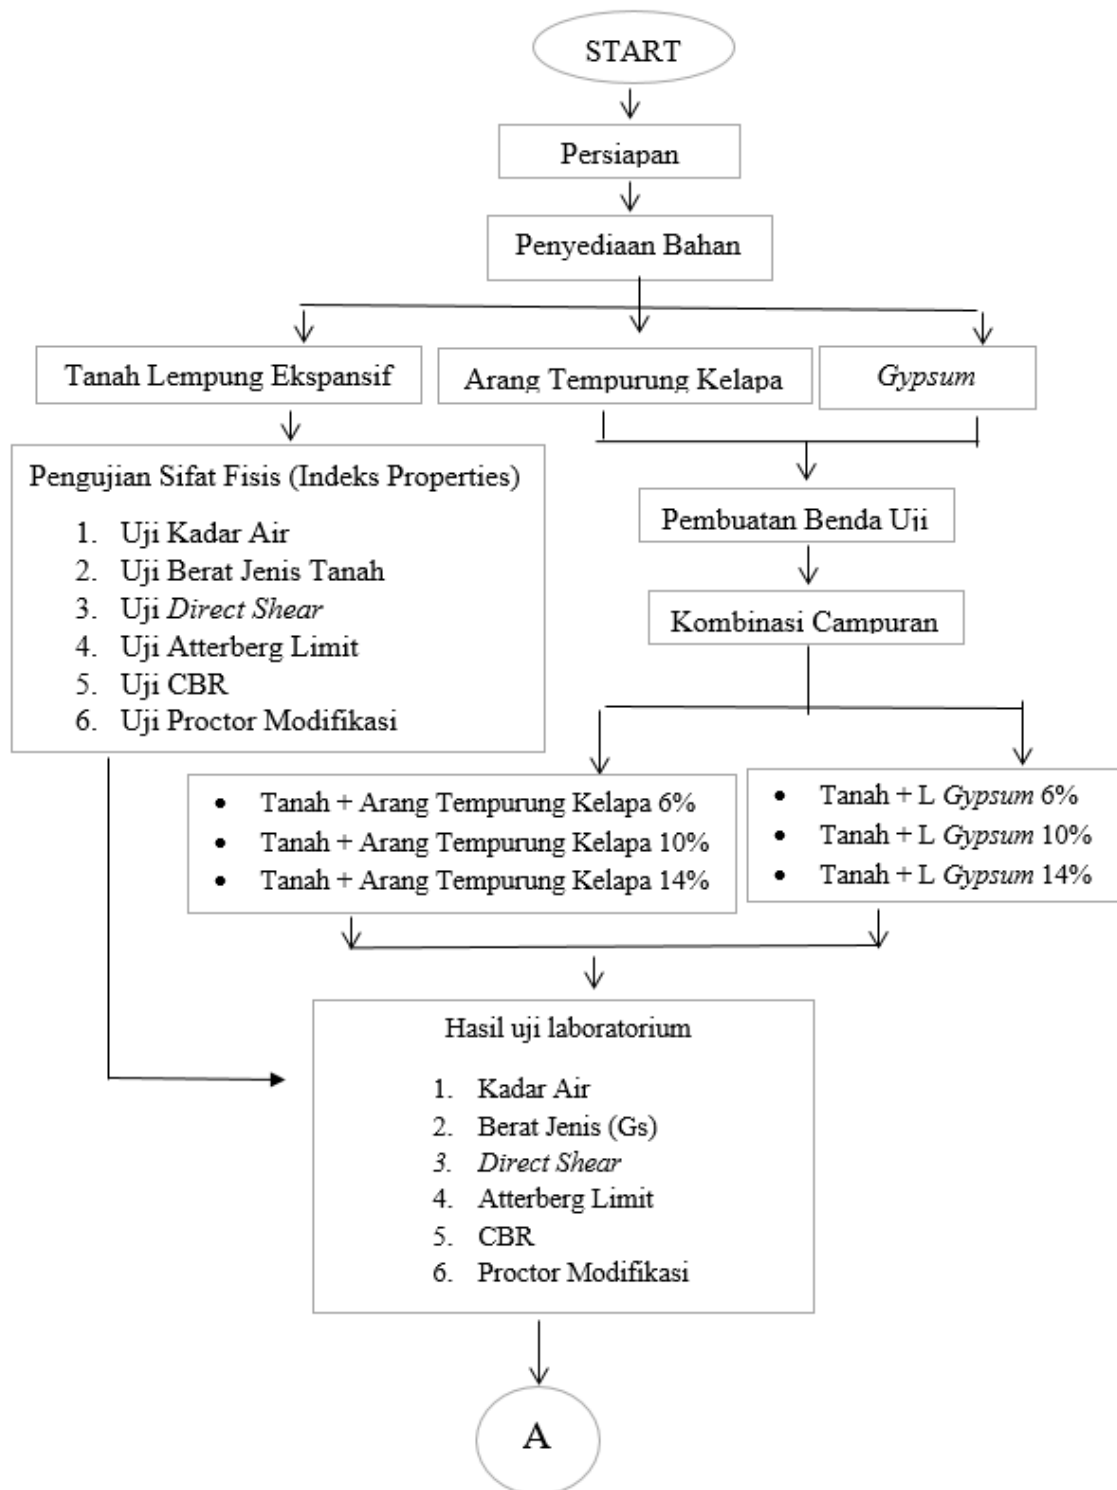 START
Persiapan
Penyediaan Bahan
Tanah Lempung Ekspansif
Arang Tempurung Kelapa
Gypsum
Pengujian Sifat Fisis (Indeks Properties)
1. Uji Kadar Air
2. Uji Berat Jenis Tanah
3. Uji Direct Shear
4. Uji Atterberg Limit
5. Uji CBR
6. Uji Proctor Modifikasi
Pembuatan Benda Uji
Kombinasi Campuran
• Tanah + Arang Tempurung Kelapa 6%
• Tanah + Arang Tempurung Kelapa 10%
• Tanah + Arang Tempurung Kelapa 14%
• Tanah + L Gypsum 6%
• Tanah + L Gypsum 10%
• Tanah + L Gypsum 14%
Hasil uji laboratorium
1. Kadar Air
2. Berat Jenis (Gs)
3. Direct Shear
4. Atterberg Limit
5. CBR
6. Proctor Modifikasi
A